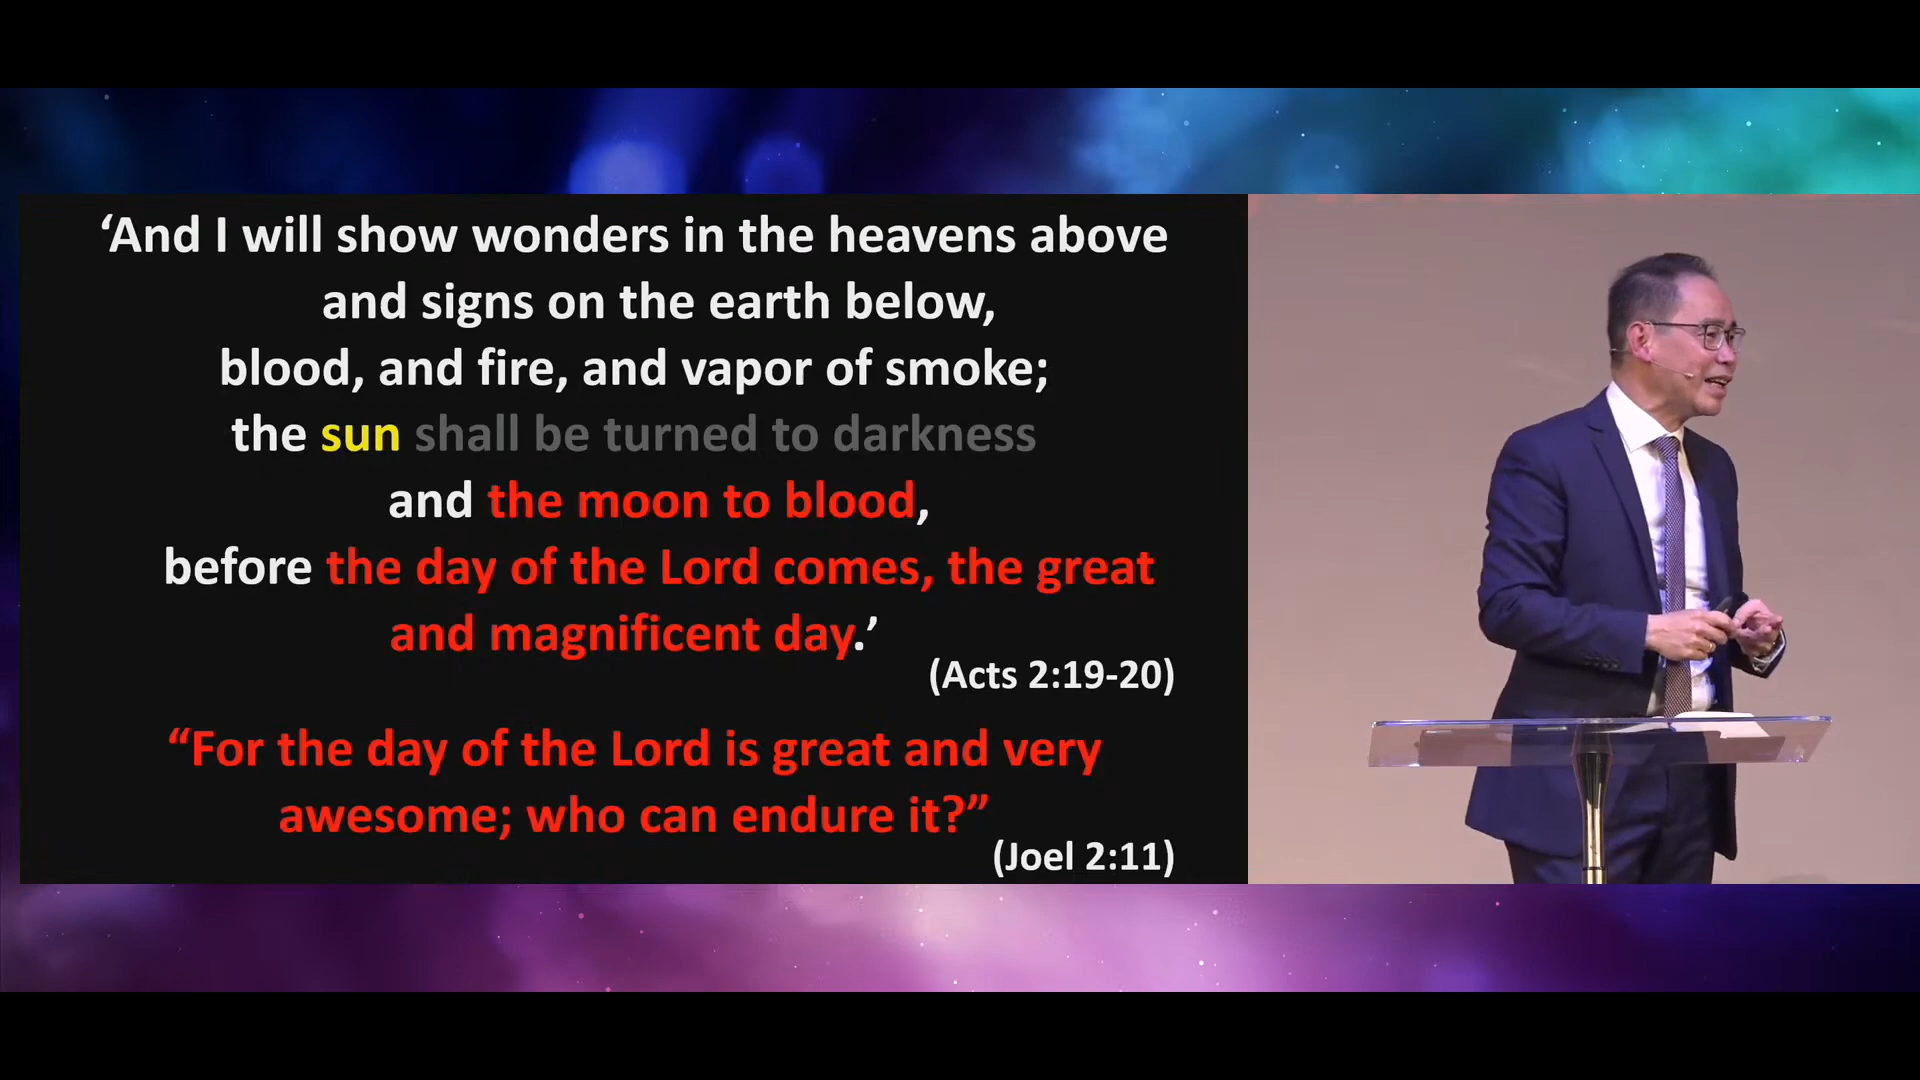 ‘And I will show wonders in the heavens above
and signs on the earth below,
blood, and fire, and vapor of smoke;
the sun shall be turned to darkness
and the moon to blood,
before the day of the Lord comes, the great
and magnificent day.’
(Acts 2:19-20)
“For the day of the Lord is great and very
awesome; who can endure it?”
(Joel 2:11)